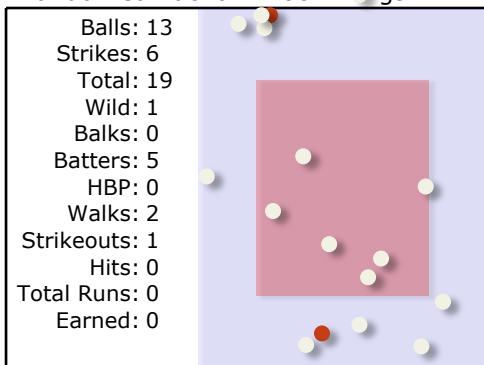 Balls: 13
Strikes: 6
Total: 19
Wild: 1
Balks: 0
Batters: 5
HBP: 0
Walks: 2
Strikeouts: 1
Hits: 0
Total Runs: 0
Earned: 0